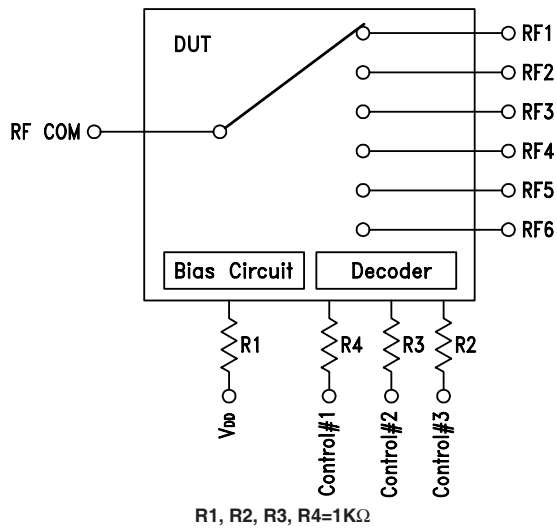 DUT
RF COM
RF1
RF2
RF3
RF4
RF5
RF6
Bias Circuit
Decoder
R1
R4
R3
R2
VDD
Control#1
Control#2
Control#3
R1, R2, R3, R4=1KΩ